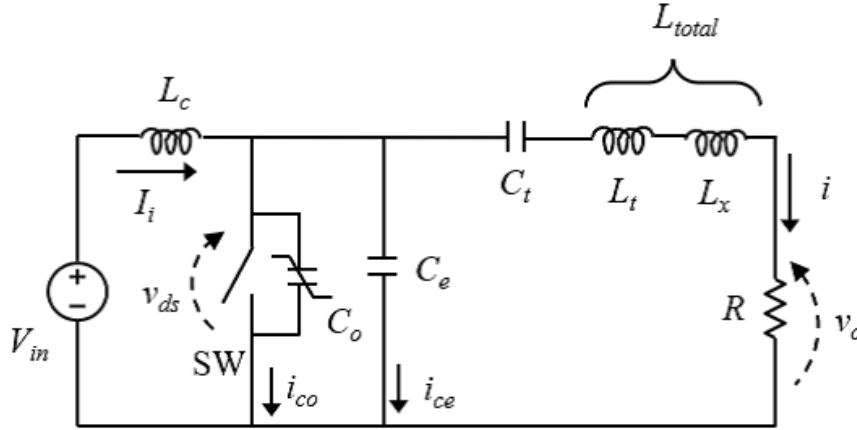 L_total
L_c
I_i
C_t
L_t
L_x
i
+
−
V_in
v_ds
SW
C_o
C_e
R
v_o
i_co
i_ce